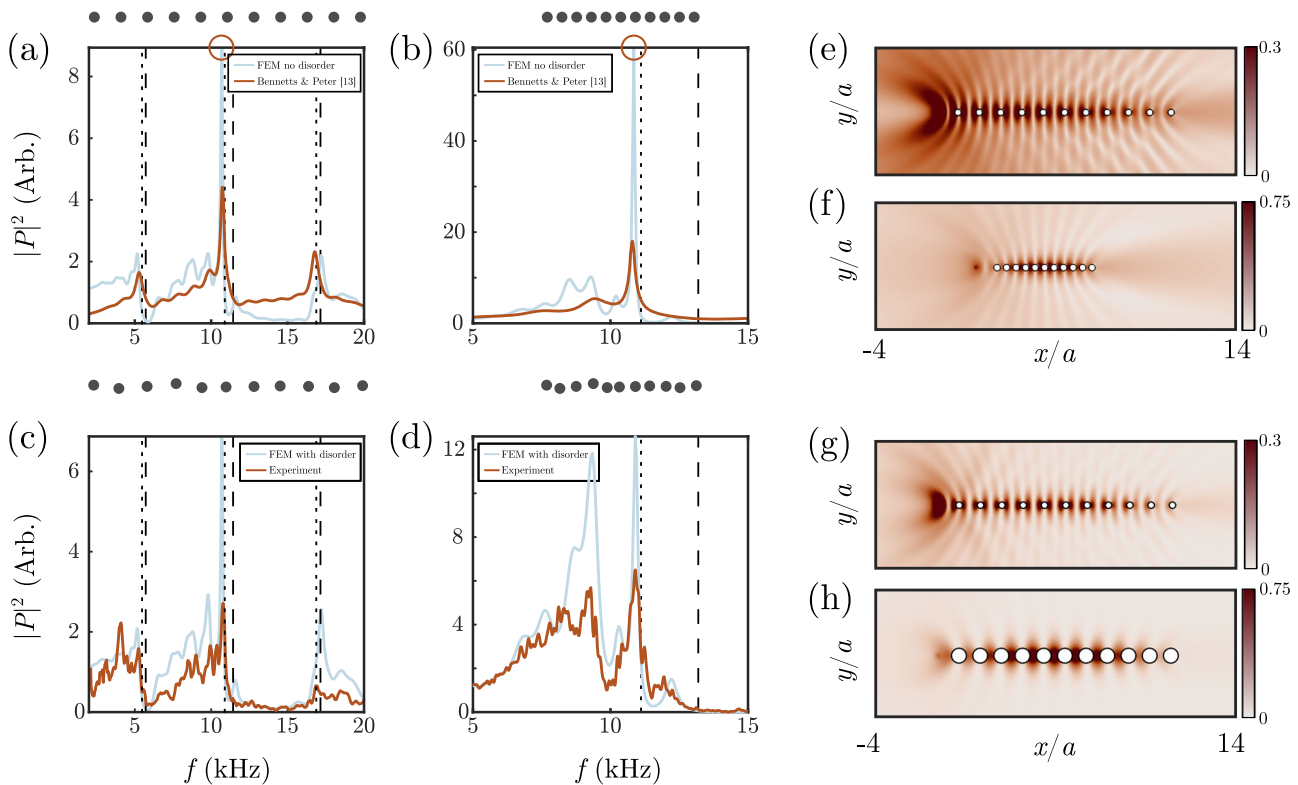 (a)
8
6
4
2
0
|P|² (Arb.)
FEM no disorder
Bennetts & Peter [13]
5
10
15
20
(b)
60
40
20
0
FEM no disorder
Bennetts & Peter [13]
5
10
15
(c)
6
4
2
0
|P|² (Arb.)
FEM with disorder
Experiment
5
10
15
20
f (kHz)
(d)
12
8
4
0
FEM with disorder
Experiment
5
10
15
f (kHz)
(e)
y/a
0.3
0
(f)
y/a
0.75
0
-4
x/a
14
(g)
y/a
0.3
0
(h)
y/a
0.75
0
-4
x/a
14